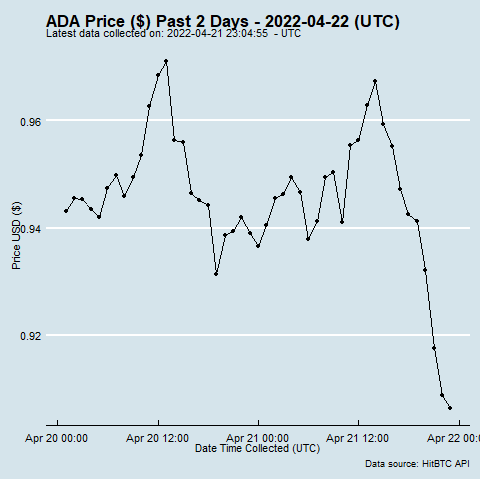 ADA Price ($) Past 2 Days - 2022-04-22 (UTC)
Latest data collected on: 2022-04-21 23:04:55  - UTC
0.96
0.94
0.92
Price USD ($)
Apr 20 00:00 Apr 20 12:00 Apr 21 00:00 Apr 21 12:00 Apr 22 00:0
Date Time Collected (UTC)
Data source: HitBTC API